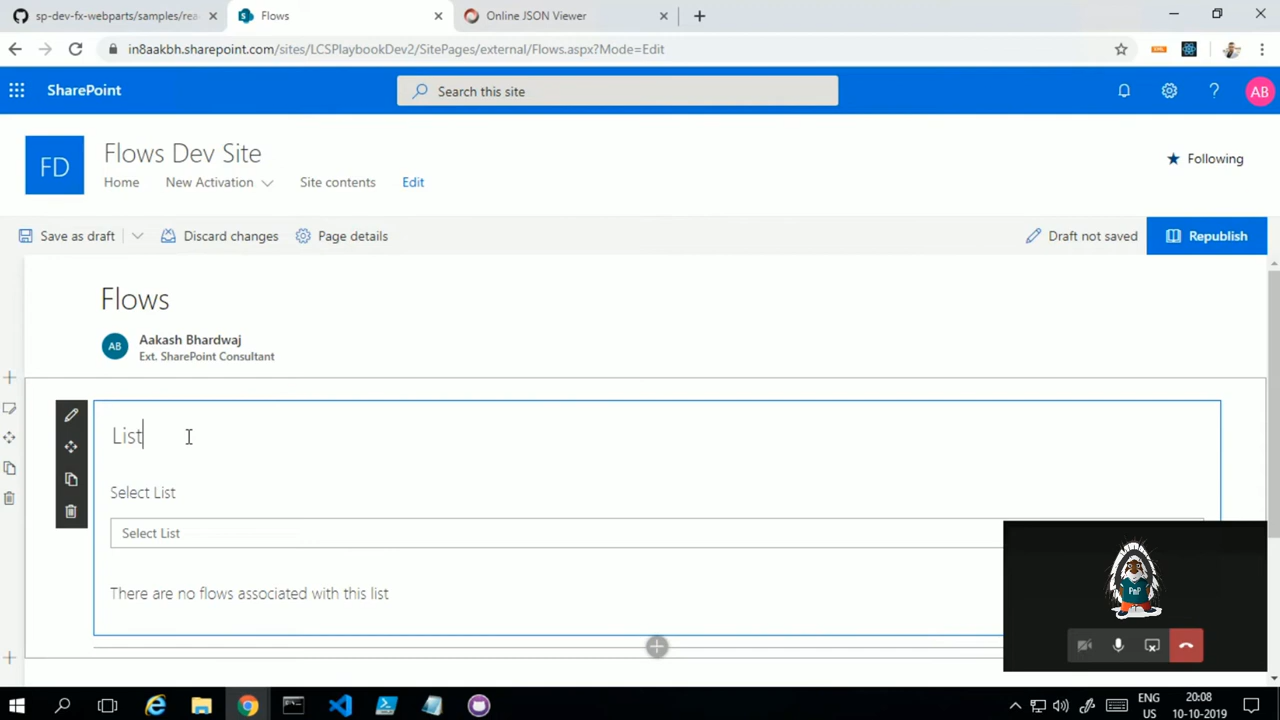 sp-dev-fx-webparts/samples/rea
Flows
Online JSON Viewer
in8aakbh.sharepoint.com/sites/LCSPlaybookDev2/SitePages/external/Flows.aspx?Mode=Edit
SharePoint
Search this site
AB
FD
Flows Dev Site
Following
Home
New Activation
Site contents
Edit
Save as draft
Discard changes
Page details
Draft not saved
Republish
Flows
AB
Aakash Bhardwaj
Ext. SharePoint Consultant
List
Select List
Select List
There are no flows associated with this list
PnP
ENG
US
20:08
10-10-2019